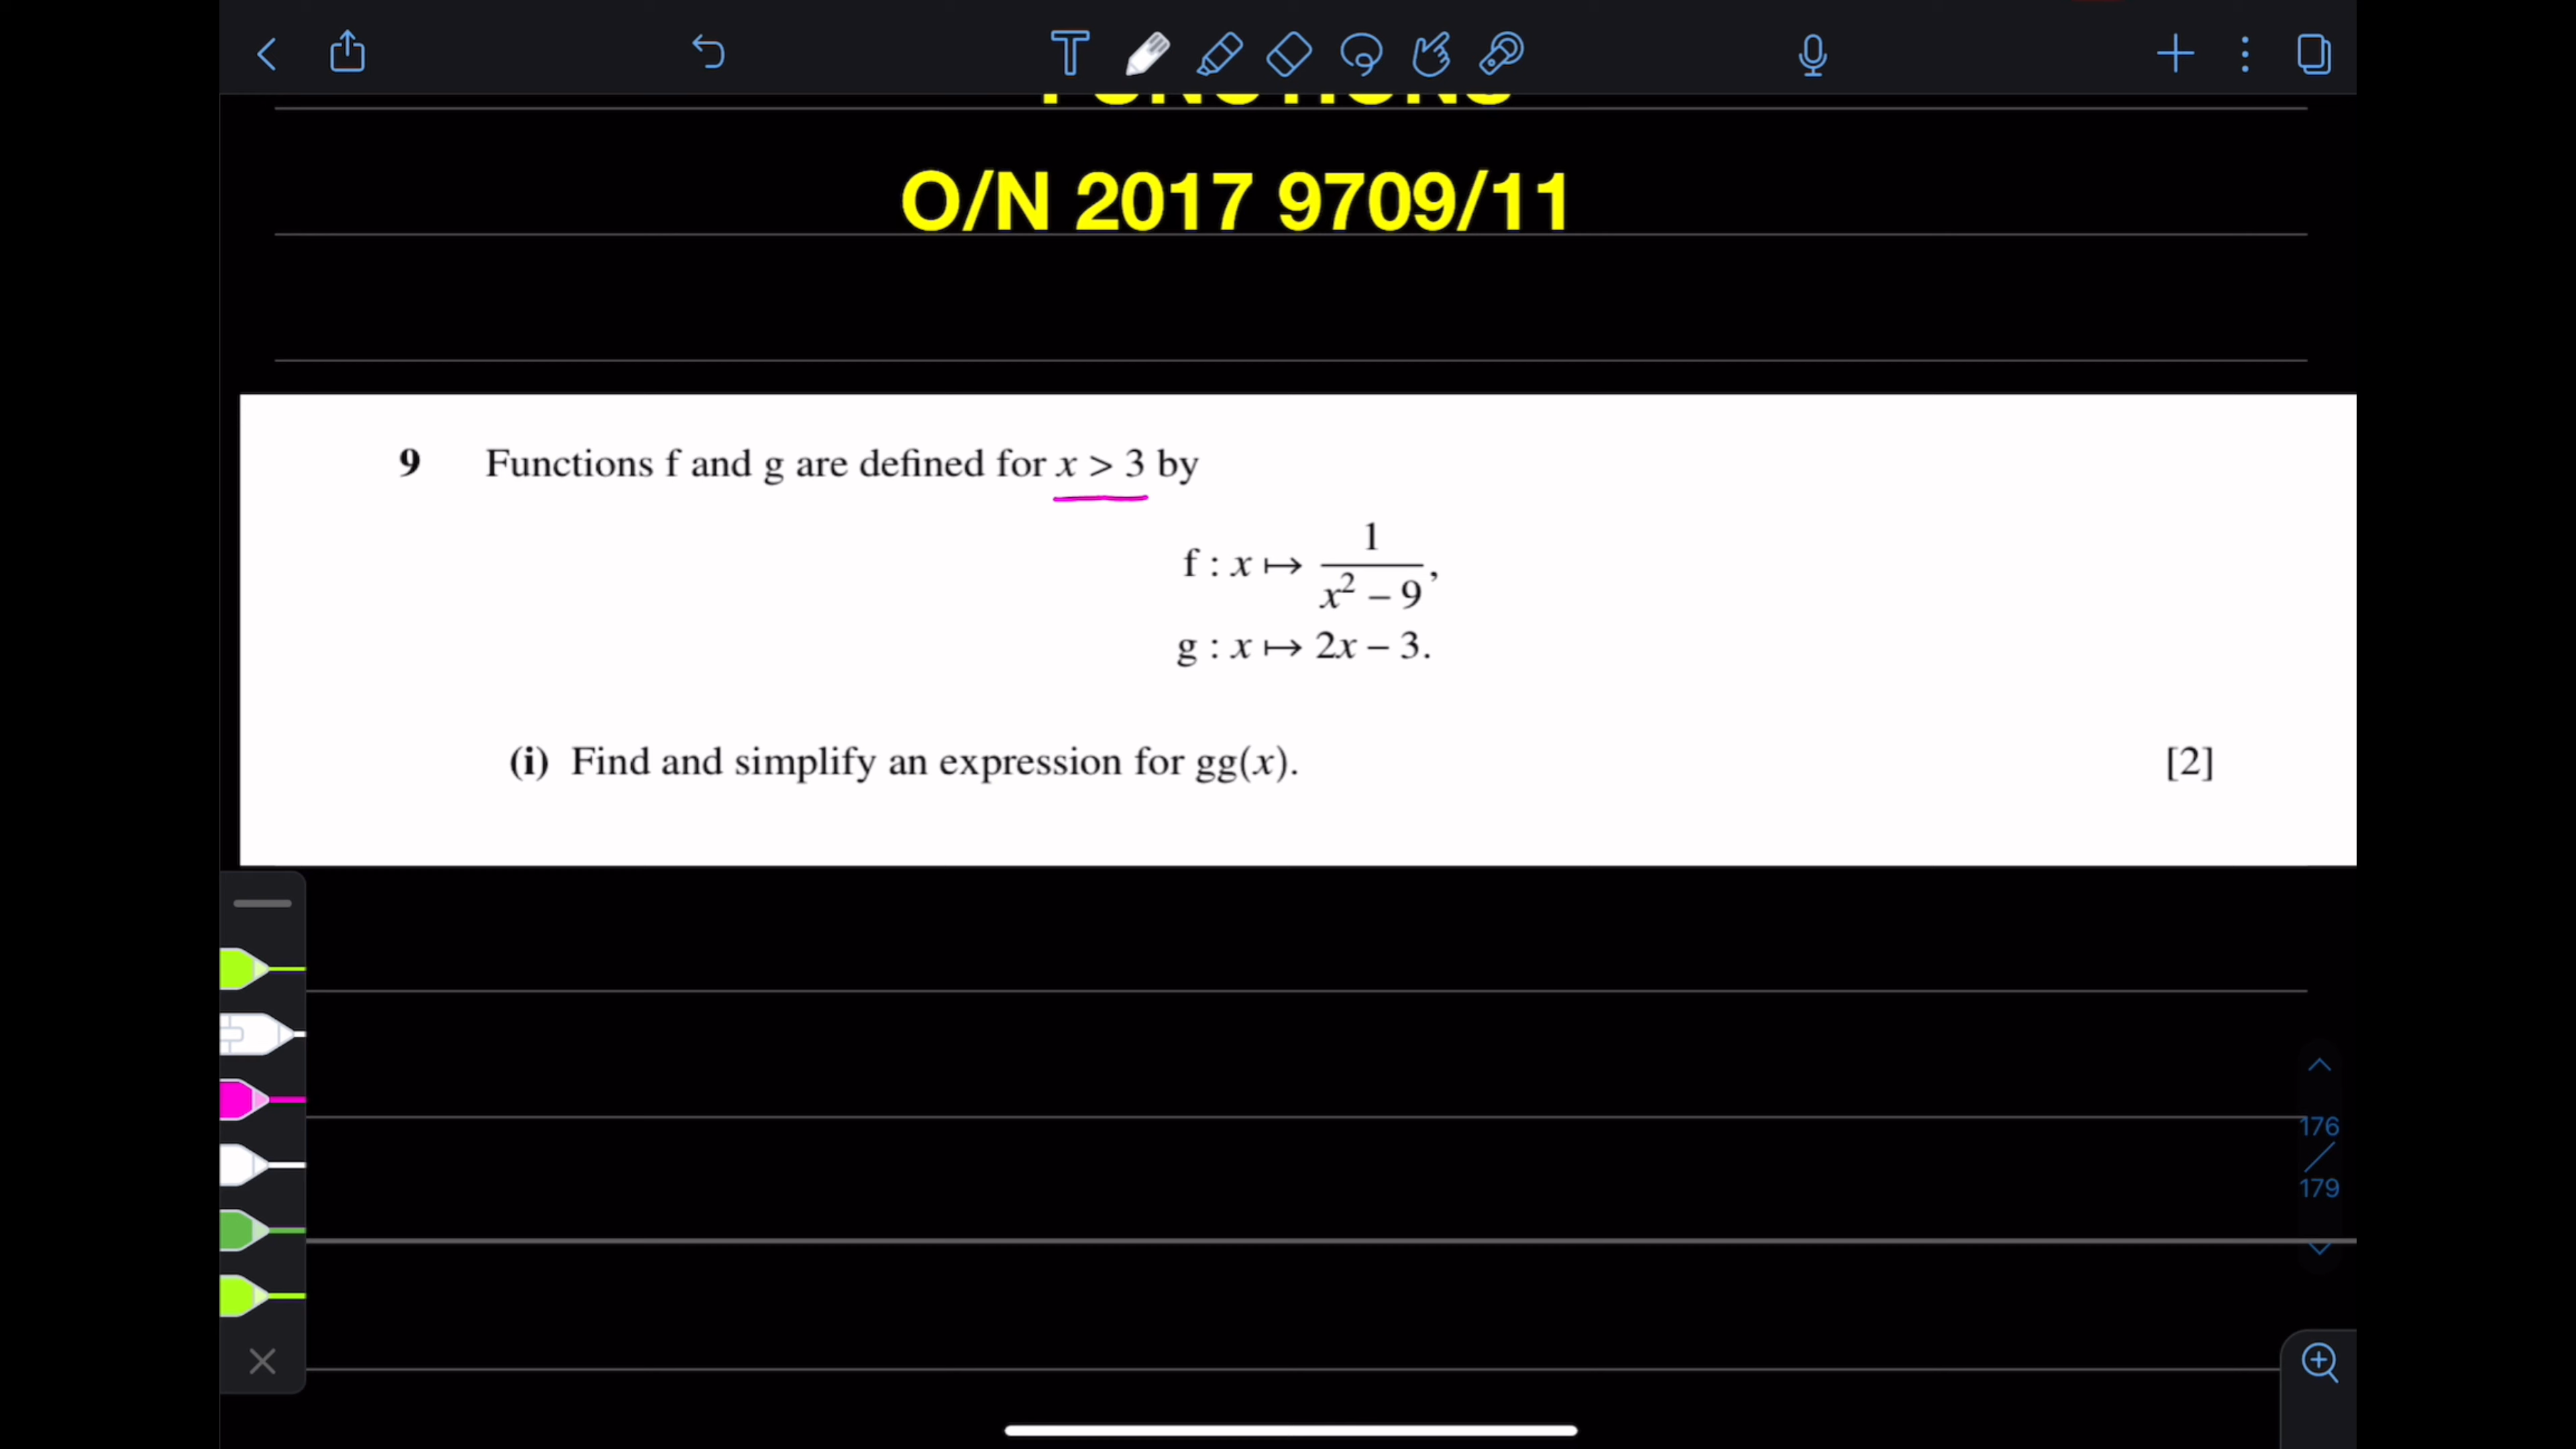 O/N 2017 9709/11
9 Functions f and g are defined for x > 3 by
f : x ↦ 1/(x² − 9),
g : x ↦ 2x − 3.
(i) Find and simplify an expression for gg(x). [2]
176
/
179